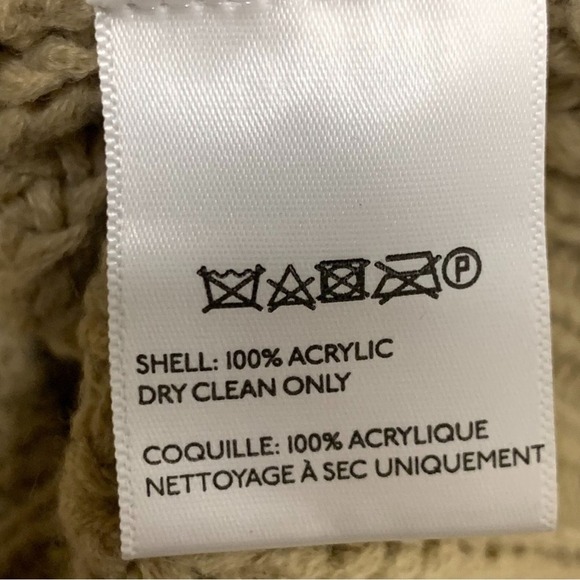 P
SHELL: 100% ACRYLIC
DRY CLEAN ONLY
COQUILLE: 100% ACRYLIQUE
NETTOYAGE À SEC UNIQUEMENT